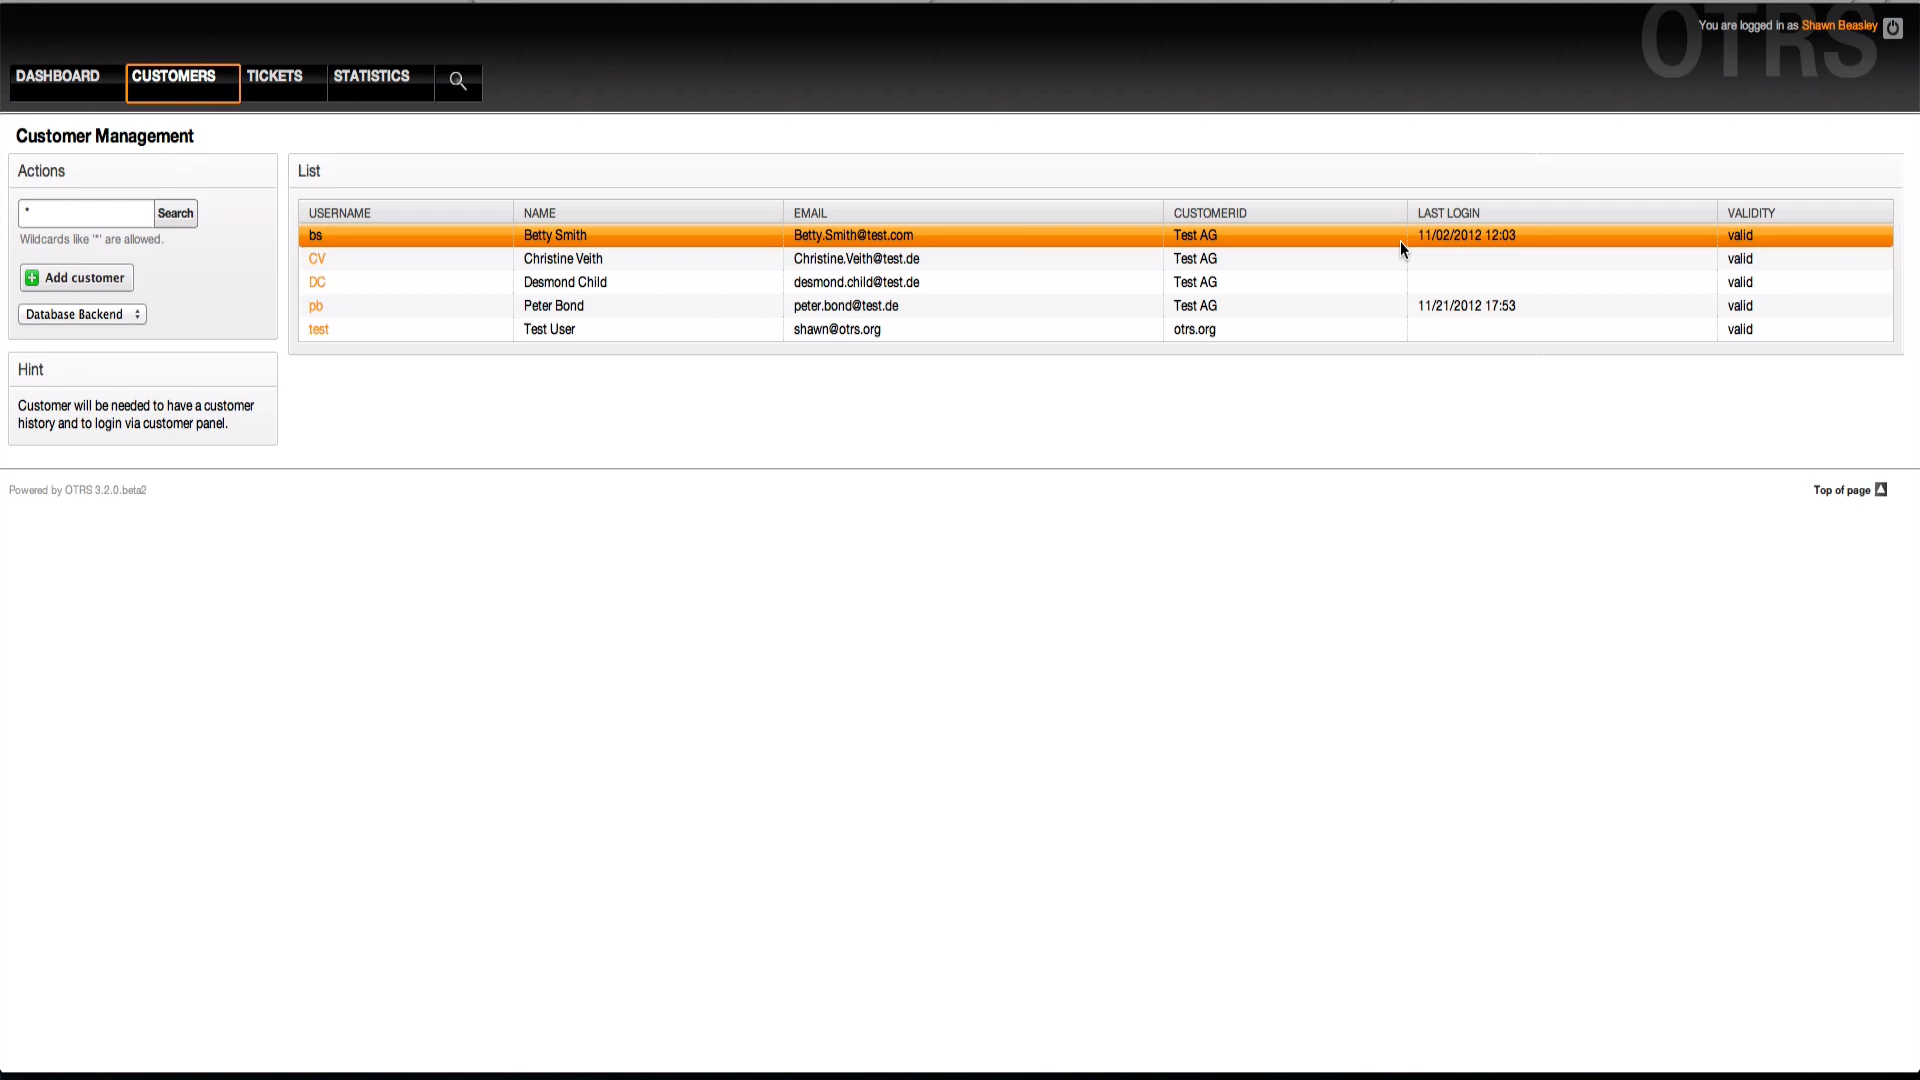 OTRS
You are logged in as Shawn Beasley
DASHBOARD CUSTOMERS TICKETS STATISTICS
Customer Management
Actions
*
Search
Wildcards like '*' are allowed.
Add customer
Database Backend
Hint
Customer will be needed to have a customer
history and to login via customer panel.
List
USERNAME NAME EMAIL CUSTOMERID LAST LOGIN VALIDITY
bs Betty Smith Betty.Smith@test.com Test AG 11/02/2012 12:03 valid
CV Christine Veith Christine.Veith@test.de Test AG valid
DC Desmond Child desmond.child@test.de Test AG valid
pb Peter Bond peter.bond@test.de Test AG 11/21/2012 17:53 valid
test Test User shawn@otrs.org otrs.org valid
Powered by OTRS 3.2.0.beta2
Top of page